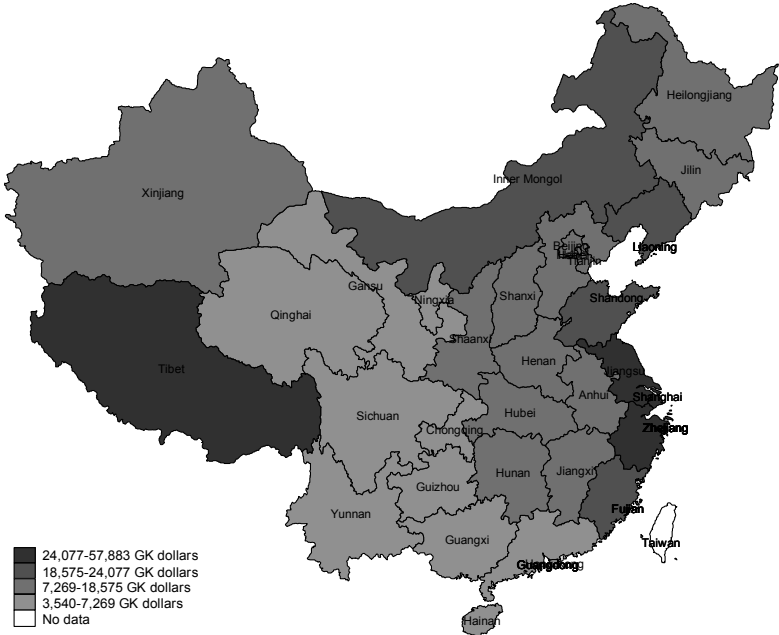 Heilongjiang
Jilin
Inner Mongol
Xinjiang
Beijing
Tianjin
Liaoning
Gansu
Ningxia
Shanxi
Shandong
Qinghai
Shaanxi
Henan
Jiangsu
Tibet
Anhui
Shanghai
Sichuan
Hubei
Chongqing
Zhejiang
Hunan
Jiangxi
Guizhou
Yunnan
Fujian
Guangxi
Taiwan
Guangdong
Hainan
24,077-57,883 GK dollars
18,575-24,077 GK dollars
7,269-18,575 GK dollars
3,540-7,269 GK dollars
No data